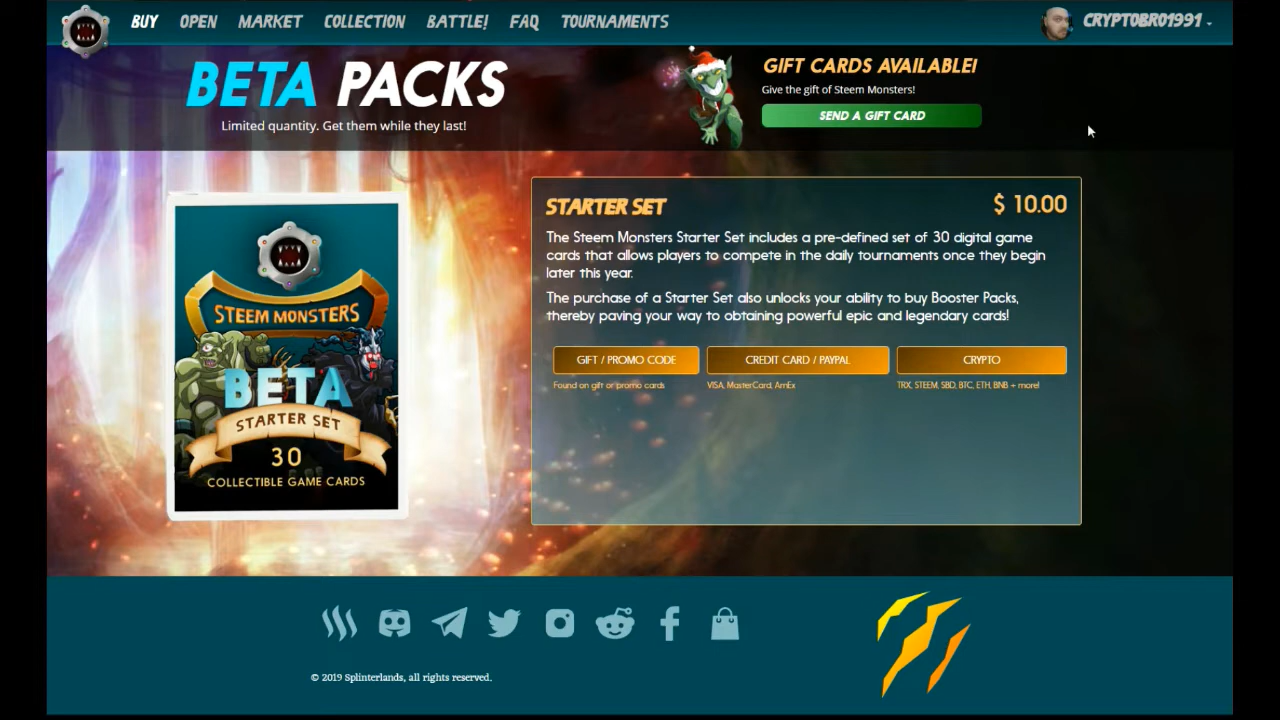 BUY OPEN MARKET COLLECTION BATTLE! FAQ TOURNAMENTS CRYPTOBRO1991
BETA PACKS
Limited quantity. Get them while they last!
GIFT CARDS AVAILABLE!
Give the gift of Steem Monsters!
SEND A GIFT CARD
STEEM MONSTERS
BETA
STARTER SET
30
COLLECTIBLE GAME CARDS
STARTER SET $ 10.00
The Steem Monsters Starter Set includes a pre-defined set of 30 digital game
cards that allows players to compete in the daily tournaments once they begin
later this year.
The purchase of a Starter Set also unlocks your ability to buy Booster Packs,
thereby paving your way to obtaining powerful epic and legendary cards!
GIFT / PROMO CODE CREDIT CARD / PAYPAL CRYPTO
Found on gift or promo cards VISA, MasterCard, AmEx TRX, STEEM, SBD, BTC, ETH, BNB + more!
© 2019 Splinterlands, all rights reserved.